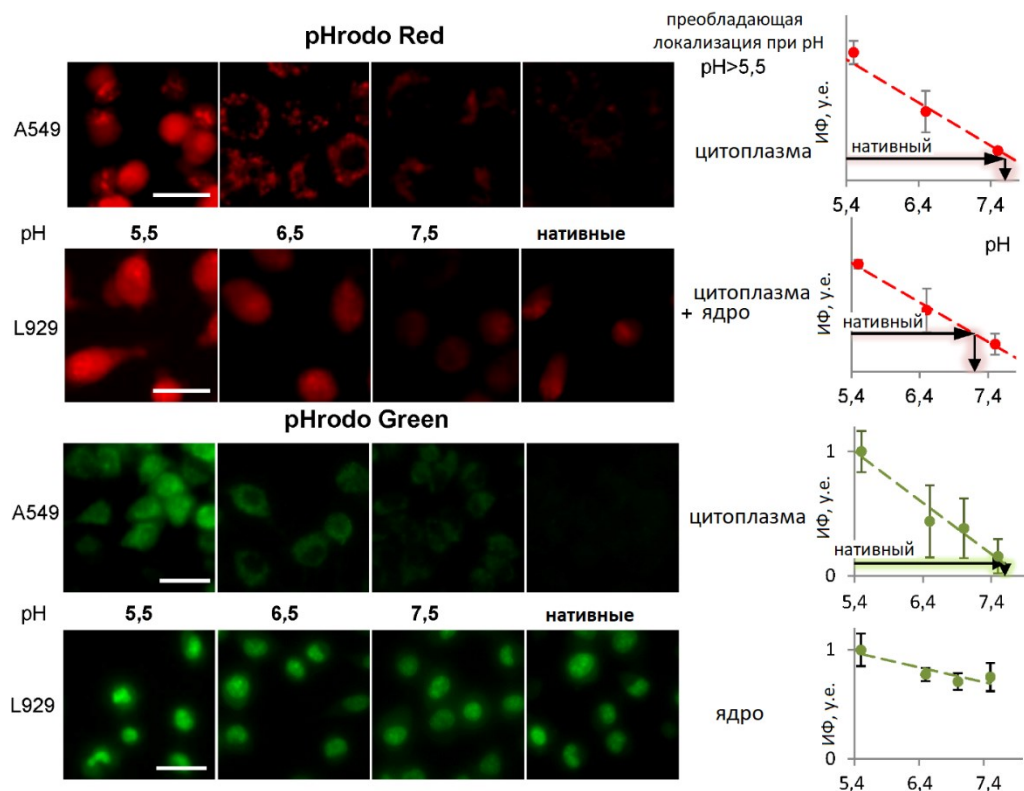 pHrodo Red
преобладающая
локализация при pH
pH>5,5
A549
цитоплазма
ИФ, у.е.
нативный
5,4 6,4 7,4
pH 5,5 6,5 7,5 нативные
pH
L929
цитоплазма
+ ядро
ИФ, у.е.
нативный
5,4 6,4 7,4
pHrodo Green
A549
цитоплазма
ИФ, у.е.
1
нативный
0
5,4 6,4 7,4
pH 5,5 6,5 7,5 нативные
L929
ядро
ИФ, у.е.
1
0
5,4 6,4 7,4